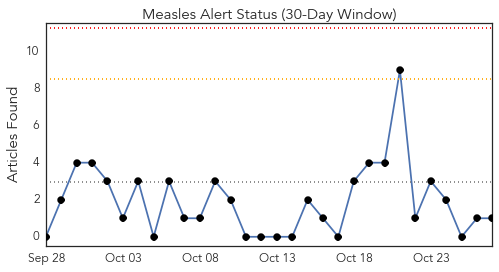 Measles Alert Status (30-Day Window)
Articles Found
10
8
6
4
2
0
Sep 28
Oct 03
Oct 08
Oct 13
Oct 18
Oct 23